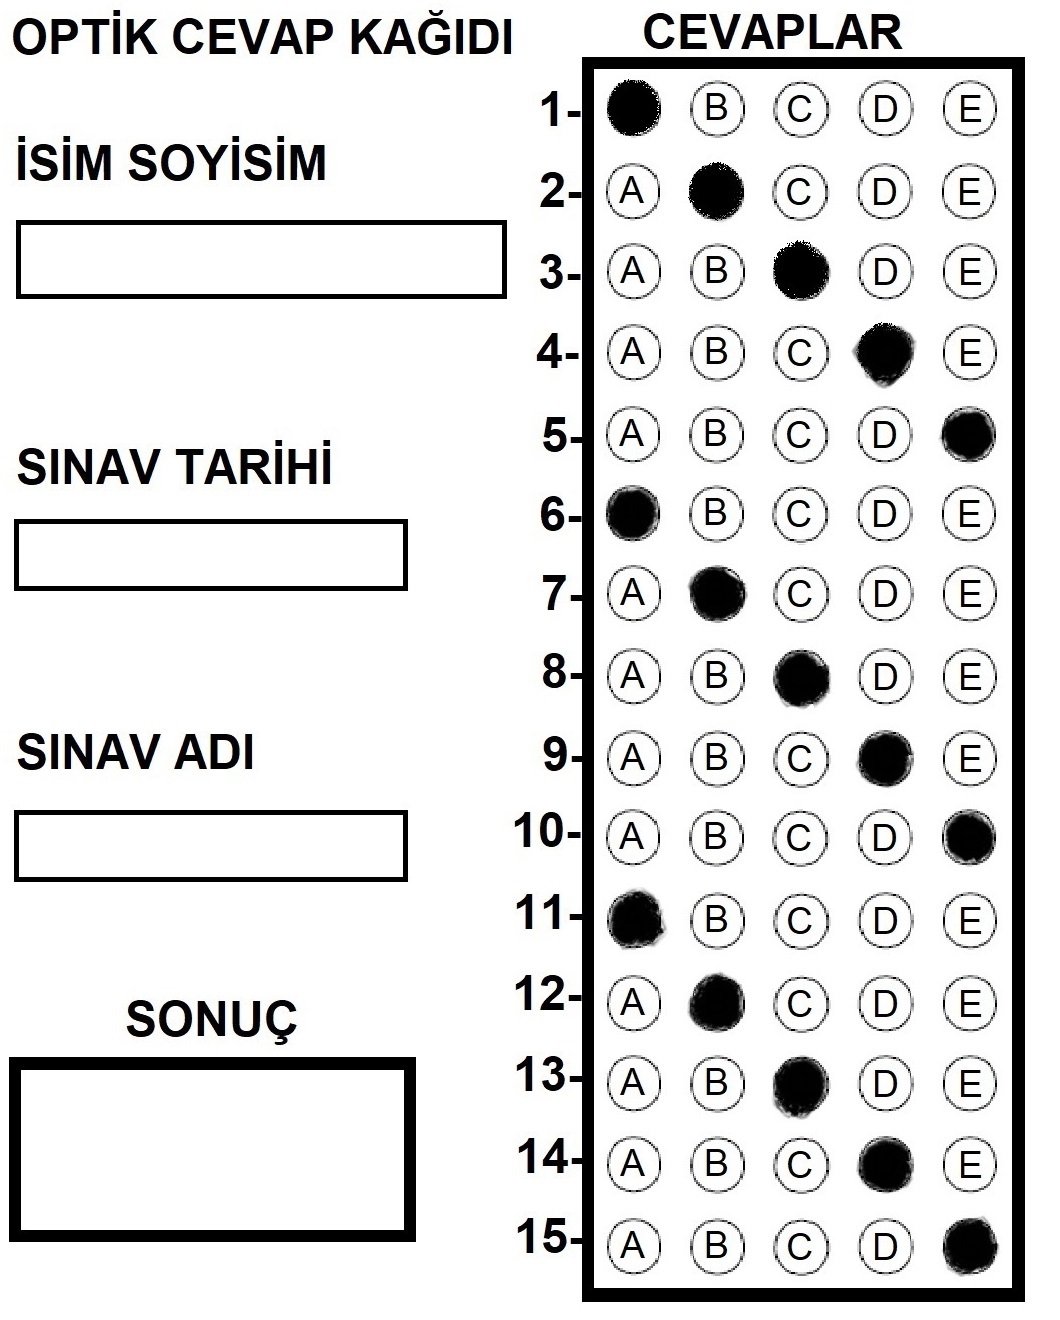 OPTİK CEVAP KAĞIDI
İSİM SOYİSİM
SINAV TARİHİ
SINAV ADI
SONUÇ
CEVAPLAR
1- B C D E
2- A C D E
3- A B D E
4- A B C E
5- A B C D
6- B C D E
7- A C D E
8- A B D E
9- A B C E
10- A B C D
11- B C D E
12- A C D E
13- A B D E
14- A B C E
15- A B C D